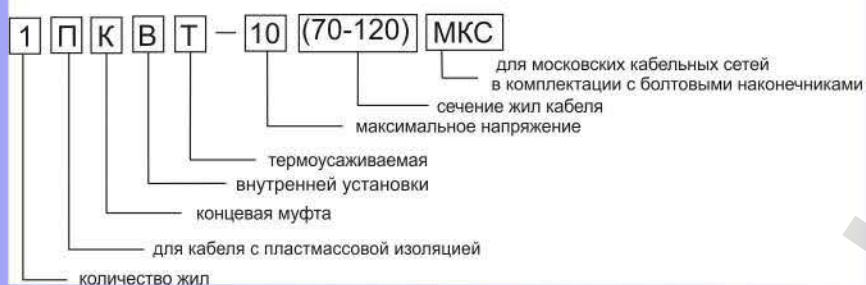 1 П К В Т – 10 (70-120) МКС
для московских кабельных сетей
в комплектации с болтовыми наконечниками
сечение жил кабеля
максимальное напряжение
термоусаживаемая
внутренней установки
концевая муфта
для кабеля с пластмассовой изоляцией
количество жил